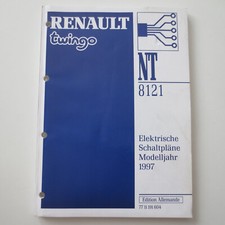 RENAULT
twingo
NT
8121
Elektrische
Schaltpläne
Modelljahr
1997
Edition Allemande